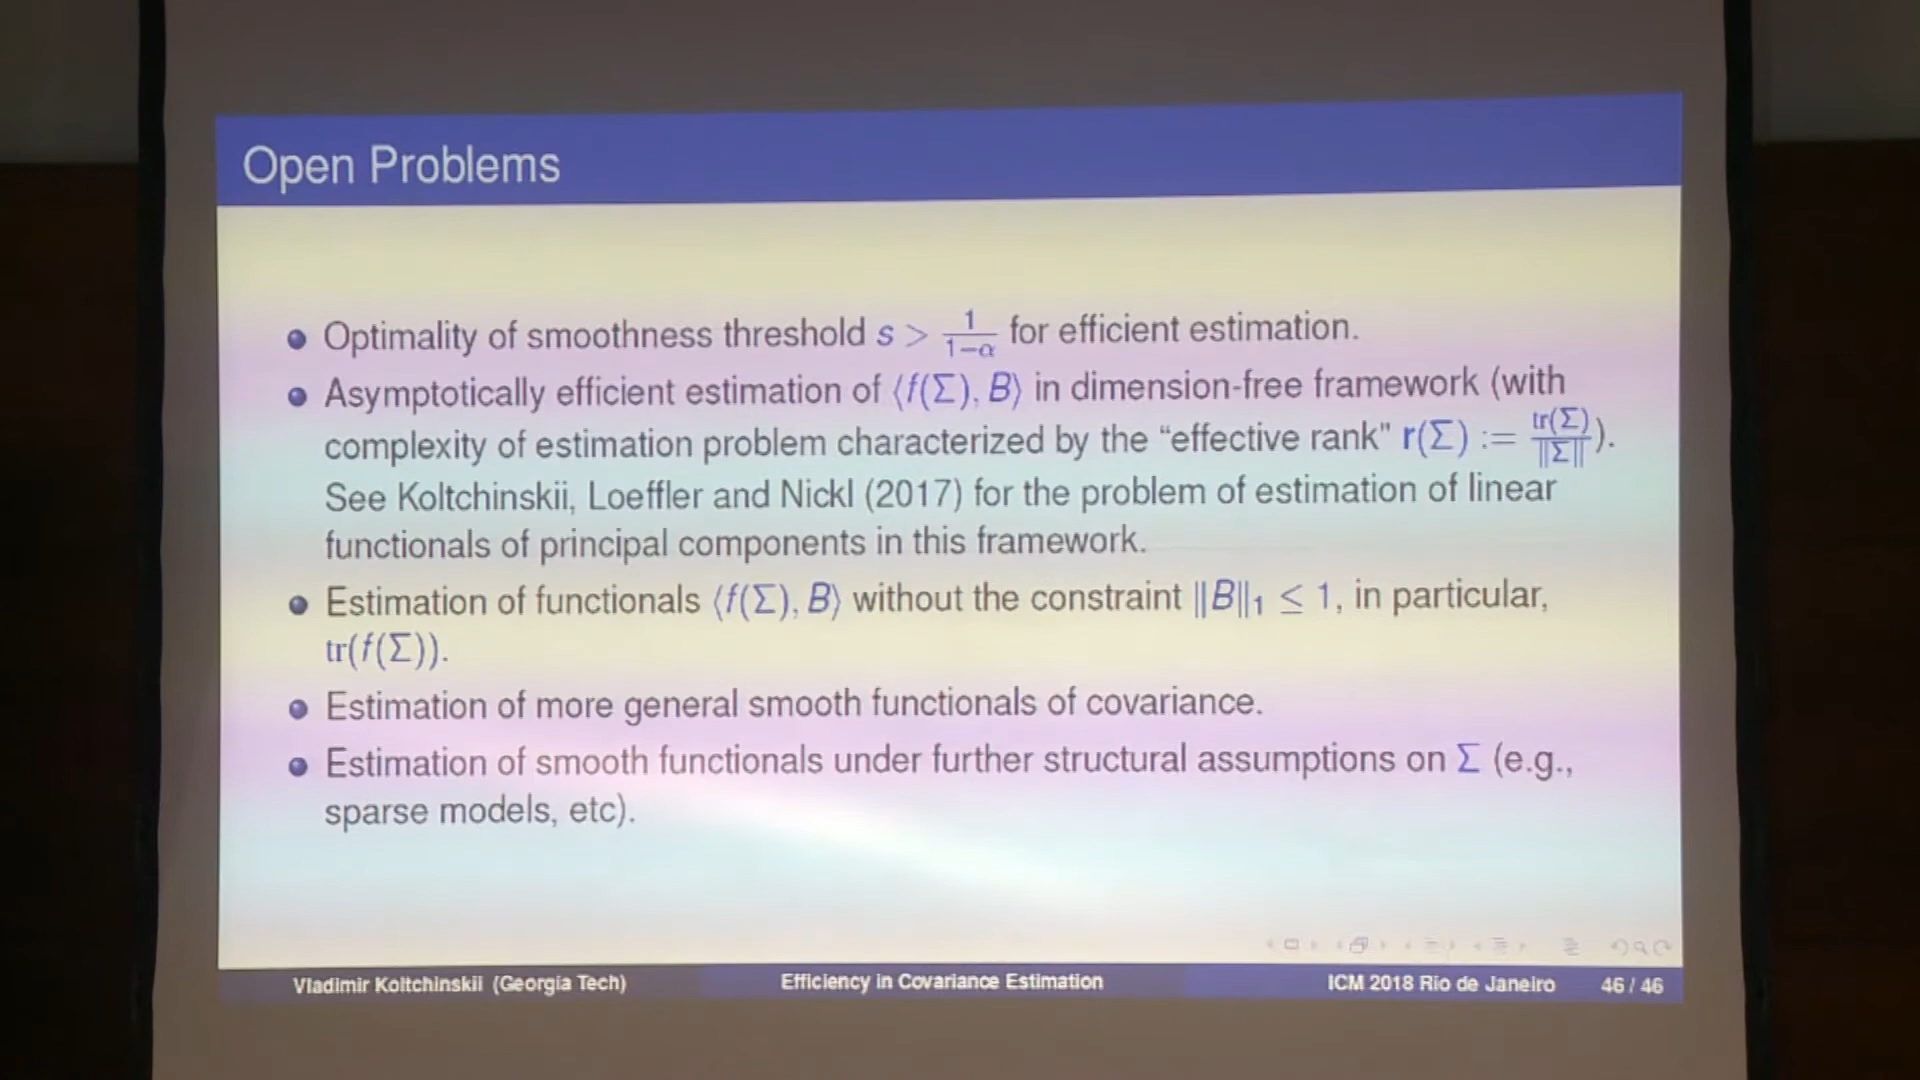 Open Problems
Optimality of smoothness threshold s > 1/(1−α) for efficient estimation.
Asymptotically efficient estimation of ⟨f(Σ), B⟩ in dimension-free framework (with
complexity of estimation problem characterized by the “effective rank” r(Σ) := tr(Σ)/‖Σ‖).
See Koltchinskii, Loeffler and Nickl (2017) for the problem of estimation of linear
functionals of principal components in this framework.
Estimation of functionals ⟨f(Σ), B⟩ without the constraint ‖B‖₁ ≤ 1, in particular,
tr(f(Σ)).
Estimation of more general smooth functionals of covariance.
Estimation of smooth functionals under further structural assumptions on Σ (e.g.,
sparse models, etc).
Vladimir Koltchinskii (Georgia Tech) Efficiency in Covariance Estimation ICM 2018 Rio de Janeiro 46 / 46